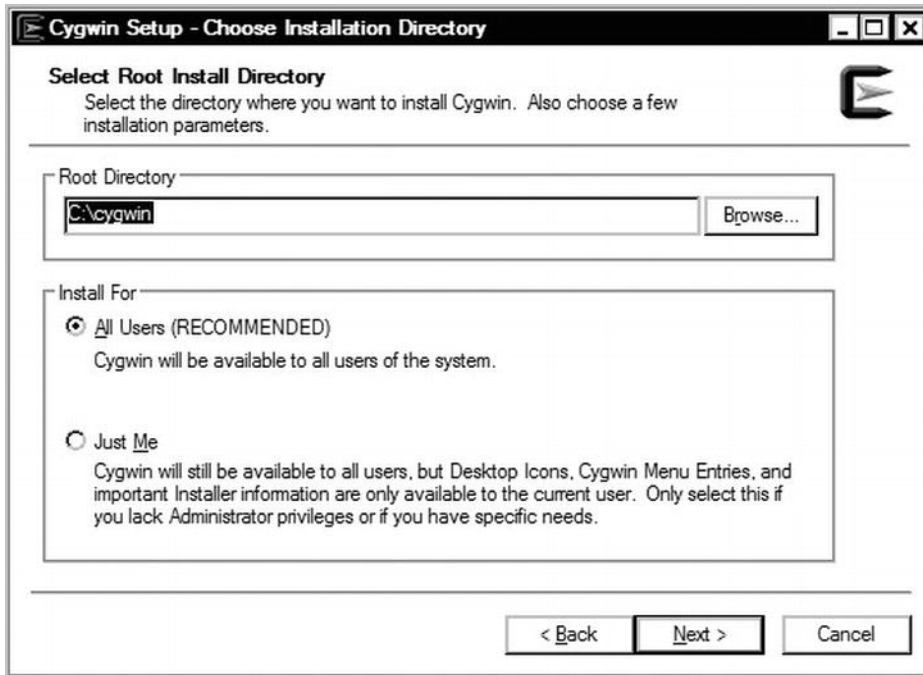 Cygwin Setup - Choose Installation Directory
Select Root Install Directory
Select the directory where you want to install Cygwin. Also choose a few
installation parameters.
Root Directory
C:\cygwin
Browse...
Install For
All Users (RECOMMENDED)
Cygwin will be available to all users of the system.
Just Me
Cygwin will still be available to all users, but Desktop Icons, Cygwin Menu Entries, and
important Installer information are only available to the current user. Only select this if
you lack Administrator privileges or if you have specific needs.
< Back
Next >
Cancel